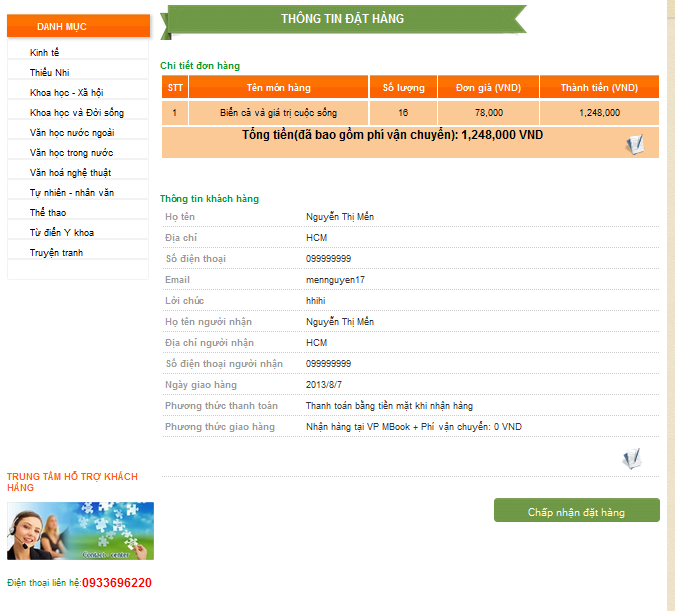 DANH MỤC
Kinh tế
Thiếu Nhi
Khoa học - Xã hội
Khoa học và Đời sống
Văn học nước ngoài
Văn học trong nước
Văn hoá nghệ thuật
Tự nhiên - nhân văn
Thể thao
Từ điển Y khoa
Truyện tranh
TRUNG TÂM HỖ TRỢ KHÁCH
HÀNG
Contact - center
Điện thoại liên hệ:0933696220
THÔNG TIN ĐẶT HÀNG
Chi tiết đơn hàng
STT Tên món hàng Số lượng Đơn giá (VND) Thành tiền (VND)
1 Biển cả và giá trị cuộc sống 16 78,000 1,248,000
Tổng tiền(đã bao gồm phí vận chuyển): 1,248,000 VND
Thông tin khách hàng
Họ tên Nguyễn Thị Mến
Địa chỉ HCM
Số điện thoại 099999999
Email mennguyen17
Lời chúc hhihi
Họ tên người nhận Nguyễn Thị Mến
Địa chỉ người nhận HCM
Số điện thoại người nhận 099999999
Ngày giao hàng 2013/8/7
Phương thức thanh toán Thanh toán bằng tiền mặt khi nhận hàng
Phương thức giao hàng Nhận hàng tại VP MBook + Phí vận chuyển: 0 VND
Chấp nhận đặt hàng